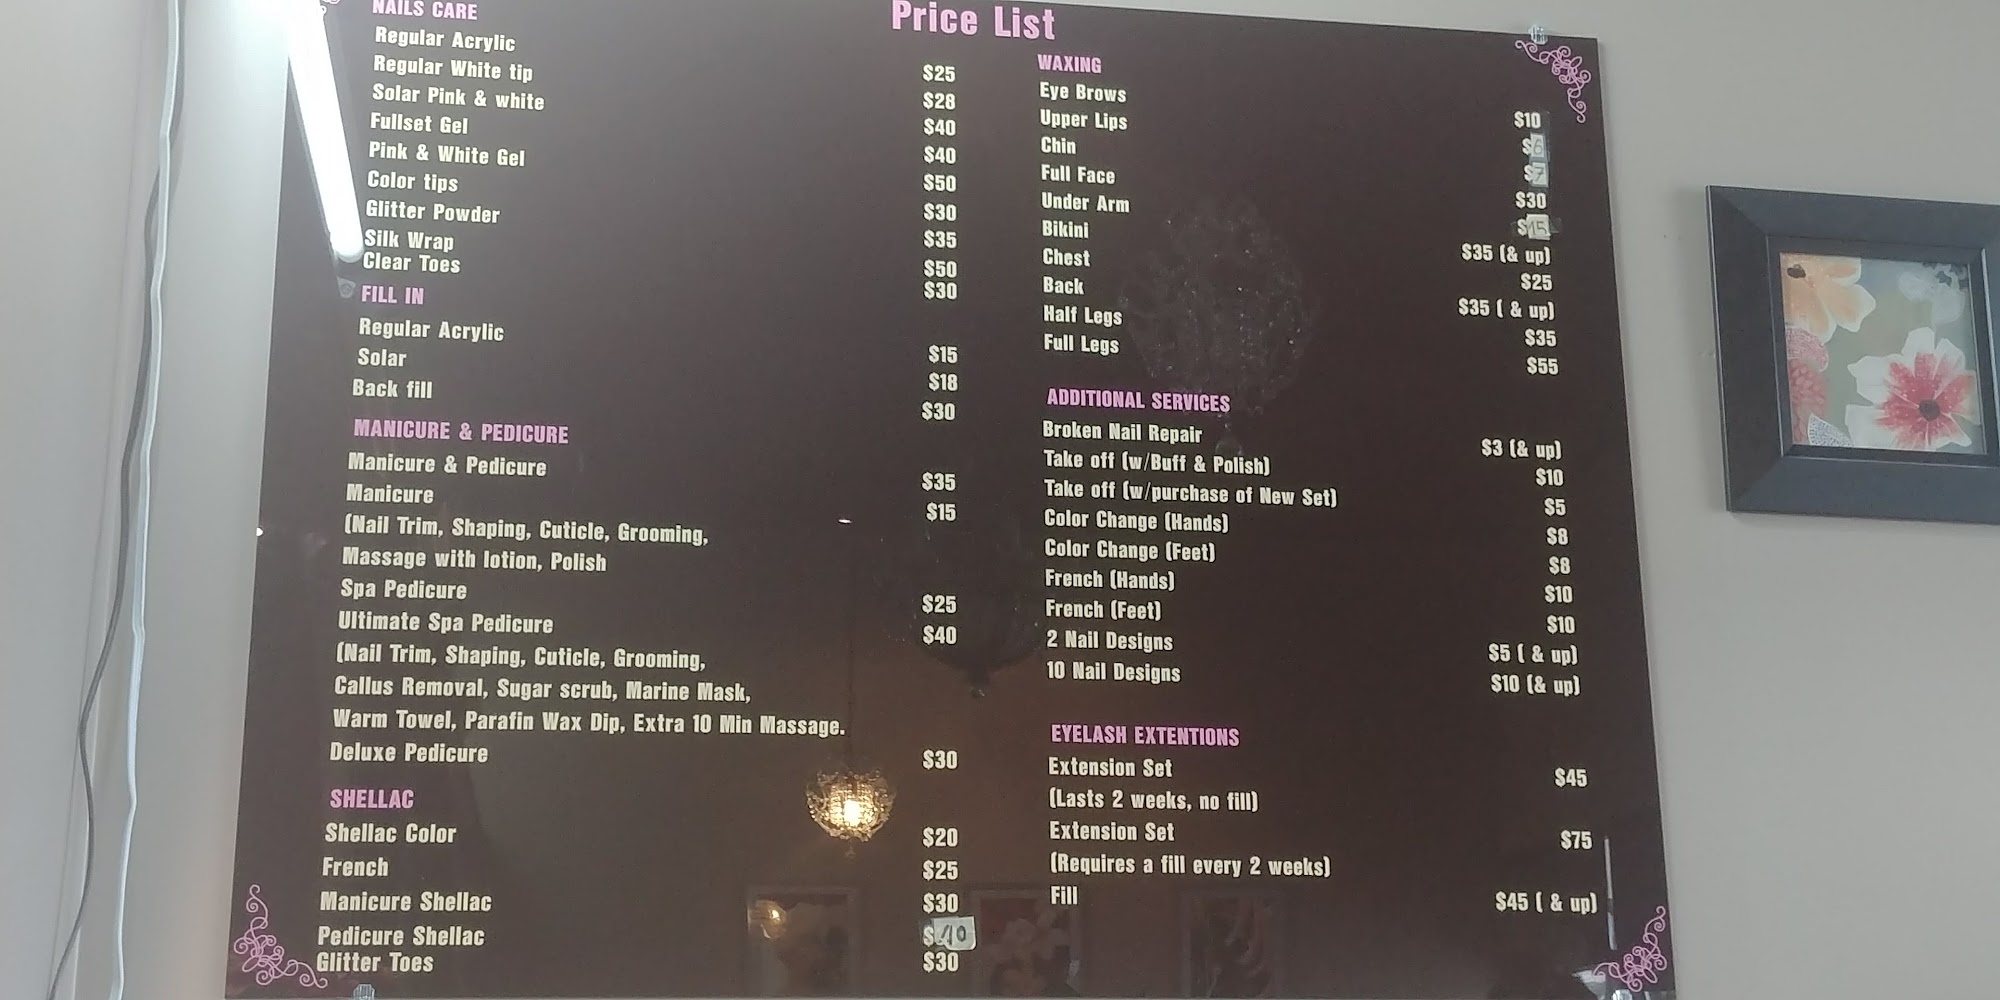 Price List
NAILS CARE
Regular Acrylic $25
Regular White tip $28
Solar Pink & white $40
Fullset Gel $40
Pink & White Gel $50
Color tips $30
Glitter Powder $35
Silk Wrap $50
Clear Toes $30
FILL IN
Regular Acrylic $15
Solar $18
Back fill $30
MANICURE & PEDICURE
Manicure & Pedicure $35
Manicure $15
(Nail Trim, Shaping, Cuticle, Grooming,
Massage with lotion, Polish
Spa Pedicure $25
Ultimate Spa Pedicure $40
(Nail Trim, Shaping, Cuticle, Grooming,
Callus Removal, Sugar scrub, Marine Mask,
Warm Towel, Parafin Wax Dip, Extra 10 Min Massage.
Deluxe Pedicure $30
SHELLAC
Shellac Color $20
French $25
Manicure Shellac $30
Pedicure Shellac $40
Glitter Toes $30
WAXING
Eye Brows $10
Upper Lips $6
Chin $7
Full Face $30
Under Arm $15
Bikini $35 (& up)
Chest $25
Back $35 ( & up)
Half Legs $35
Full Legs $55
ADDITIONAL SERVICES
Broken Nail Repair $3 (& up)
Take off (w/Buff & Polish) $10
Take off (w/purchase of New Set) $5
Color Change (Hands) $8
Color Change (Feet) $8
French (Hands) $10
French (Feet) $10
2 Nail Designs $5 ( & up)
10 Nail Designs $10 (& up)
EYELASH EXTENTIONS
Extension Set $45
(Lasts 2 weeks, no fill)
Extension Set $75
(Requires a fill every 2 weeks)
Fill $45 ( & up)